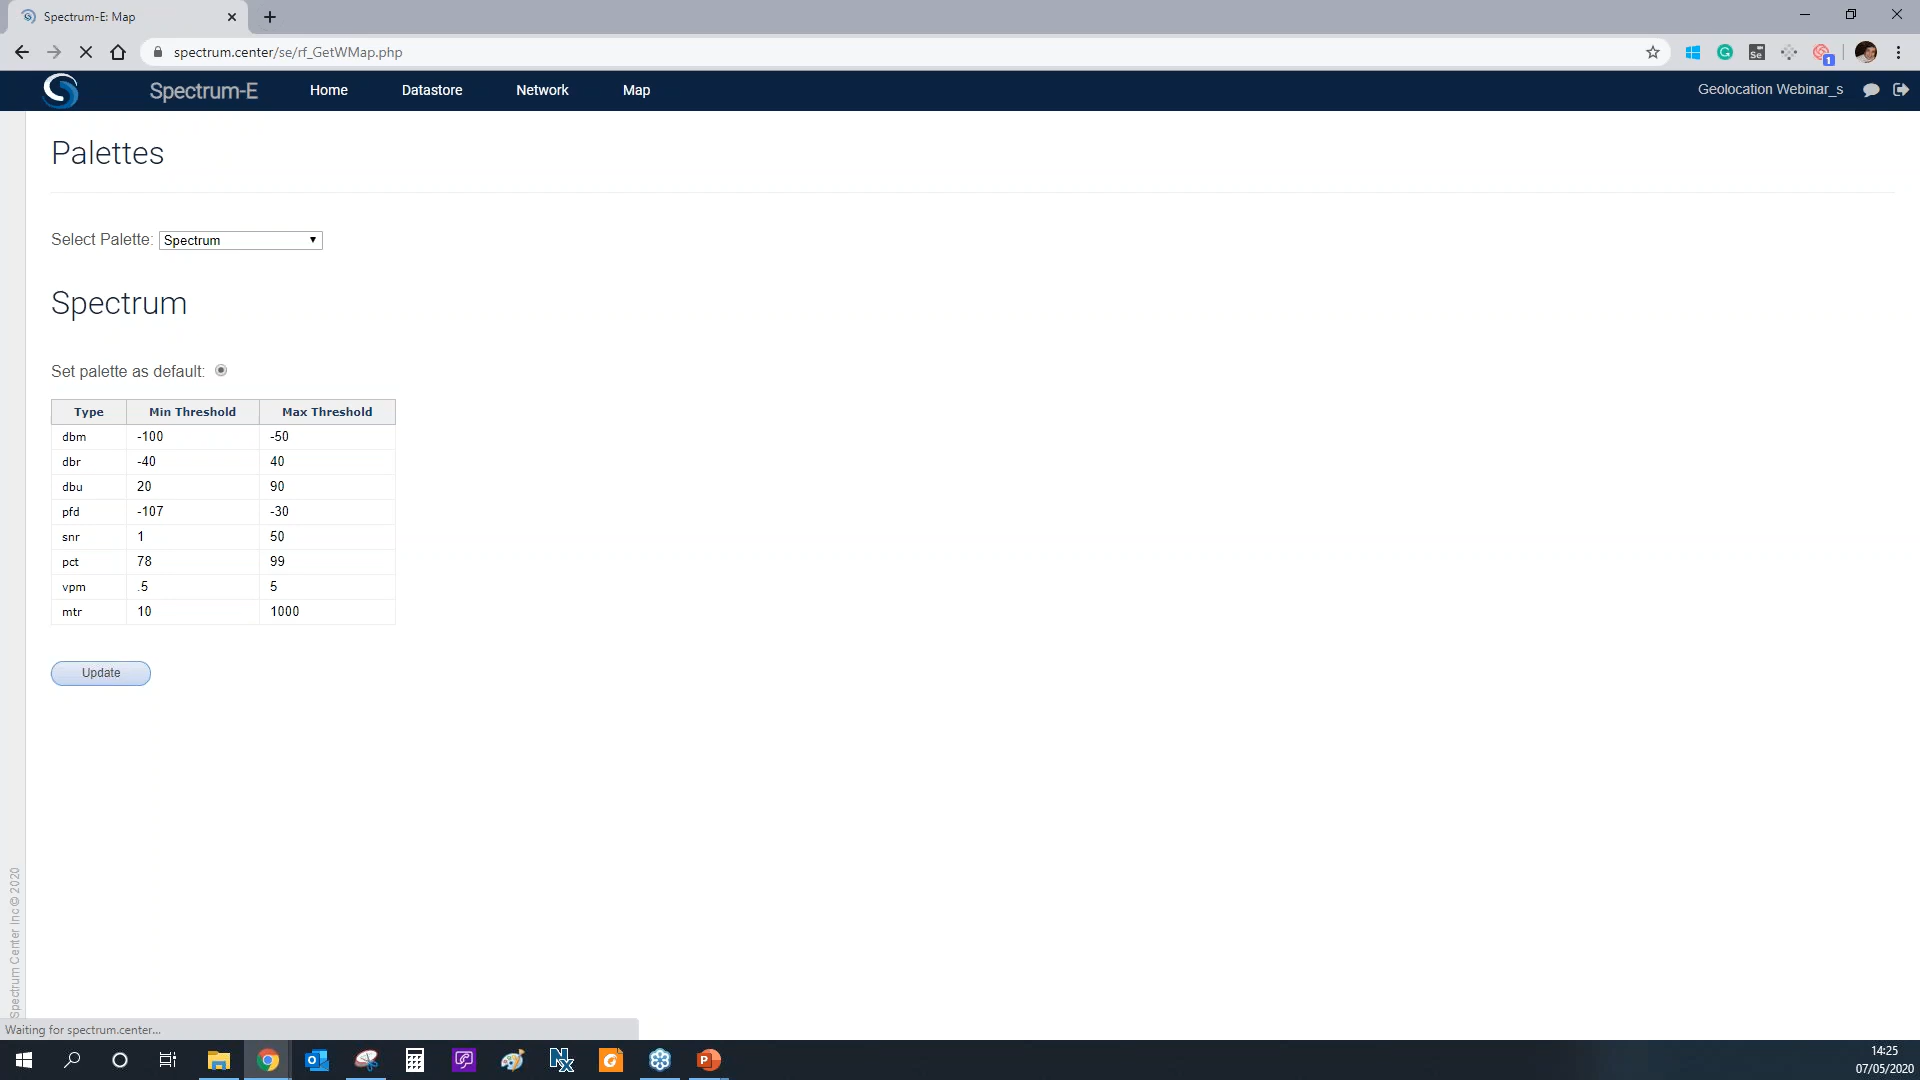 Spectrum-E: Map
spectrum.center/se/rf_GetWMap.php
1
Spectrum-E Home Datastore Network Map Geolocation Webinar_s
Palettes
Select Palette: Spectrum
Spectrum
Set palette as default:
Type Min Threshold Max Threshold
dbm -100 -50
dbr -40 40
dbu 20 90
pfd -107 -30
snr 1 50
pct 78 99
vpm .5 5
mtr 10 1000
Update
Spectrum Center Inc © 2020
Waiting for spectrum.center...
14:25
07/05/2020